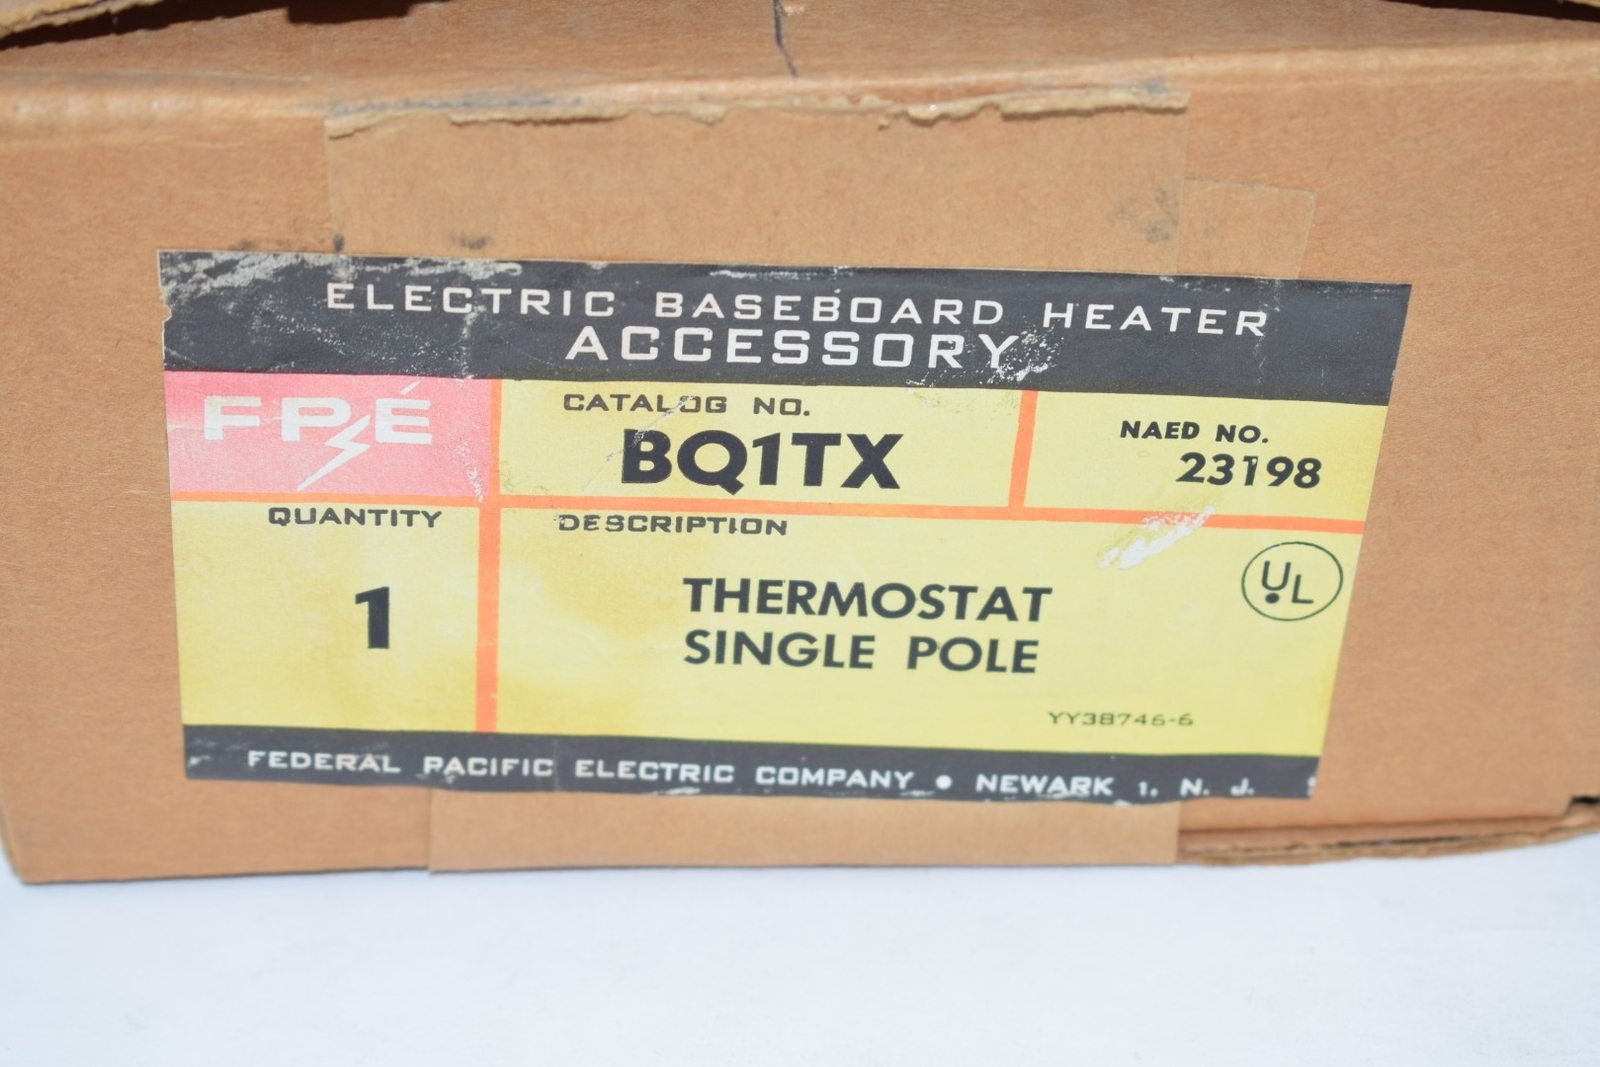 ELECTRIC BASEBOARD HEATER
ACCESSORY
FPÉ
CATALOG NO.
BQ1TX
NAED NO.
23198
QUANTITY
1
DESCRIPTION
THERMOSTAT
SINGLE POLE
UL
YY38746-6
FEDERAL PACIFIC ELECTRIC COMPANY • NEWARK 1, N. J.